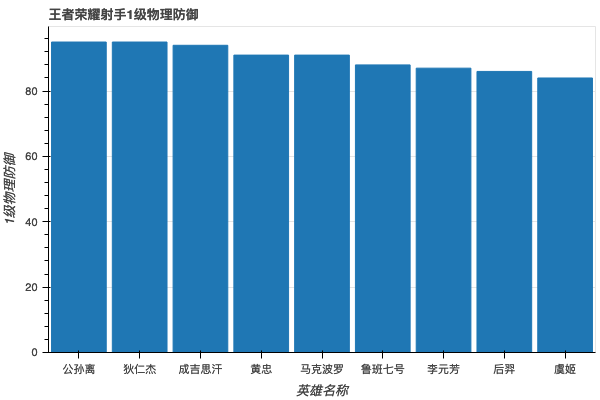 王者荣耀射手1级物理防御
1级物理防御
80
60
40
20
0
公孙离 狄仁杰 成吉思汗 黄忠 马克波罗 鲁班七号 李元芳 后羿 虞姬
英雄名称